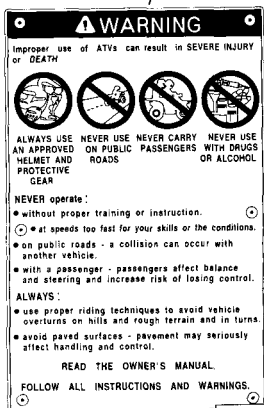 WARNING
Improper use of ATVs can result in SEVERE INJURY
or DEATH
ALWAYS USE AN APPROVED HELMET AND PROTECTIVE GEAR
NEVER USE ON PUBLIC ROADS
NEVER CARRY PASSENGERS
NEVER USE WITH DRUGS OR ALCOHOL
NEVER operate:
• without proper training or instruction.
• at speeds too fast for your skills or the conditions.
• on public roads - a collision can occur with
another vehicle.
• with a passenger - passengers affect balance
and steering and increase risk of losing control.
ALWAYS:
• use proper riding techniques to avoid vehicle
overturns on hills and rough terrain and in turns.
• avoid paved surfaces - pavement may seriously
affect handling and control.
READ THE OWNER'S MANUAL.
FOLLOW ALL INSTRUCTIONS AND WARNINGS.